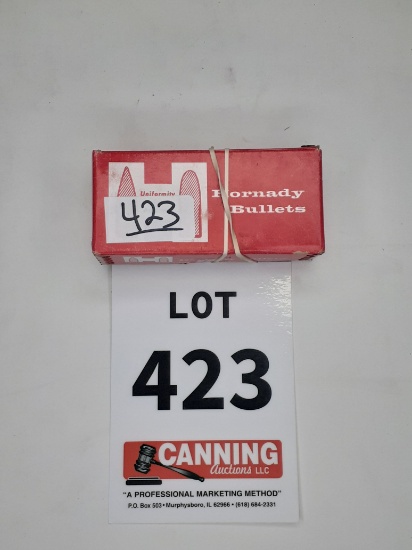 Uniformite
423
Hornady
Bullets
LOT
423
CANNING
Auctions LLC
"A PROFESSIONAL MARKETING METHOD"
P.O. Box 503 • Murphysboro, IL 62966 • (618) 684-2331